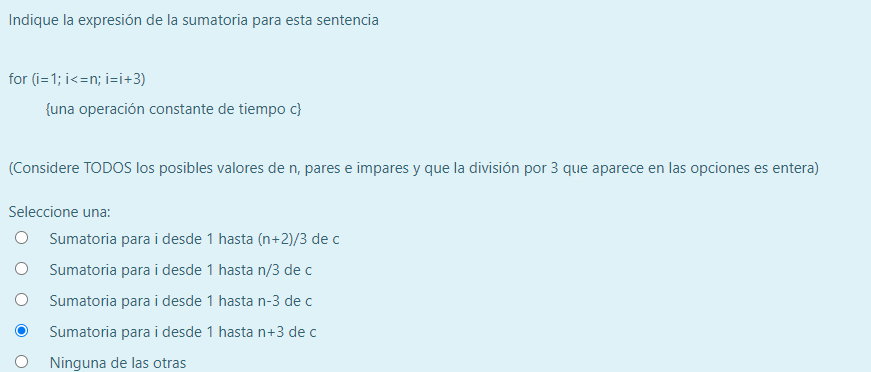 Indique la expresión de la sumatoria para esta sentencia
for (i=1; i<=n; i=i+3)
{una operación constante de tiempo c}
(Considere TODOS los posibles valores de n, pares e impares y que la división por 3 que aparece en las opciones es entera)
Seleccione una:
Sumatoria para i desde 1 hasta (n+2)/3 de c
Sumatoria para i desde 1 hasta n/3 de c
Sumatoria para i desde 1 hasta n-3 de c
Sumatoria para i desde 1 hasta n+3 de c
Ninguna de las otras